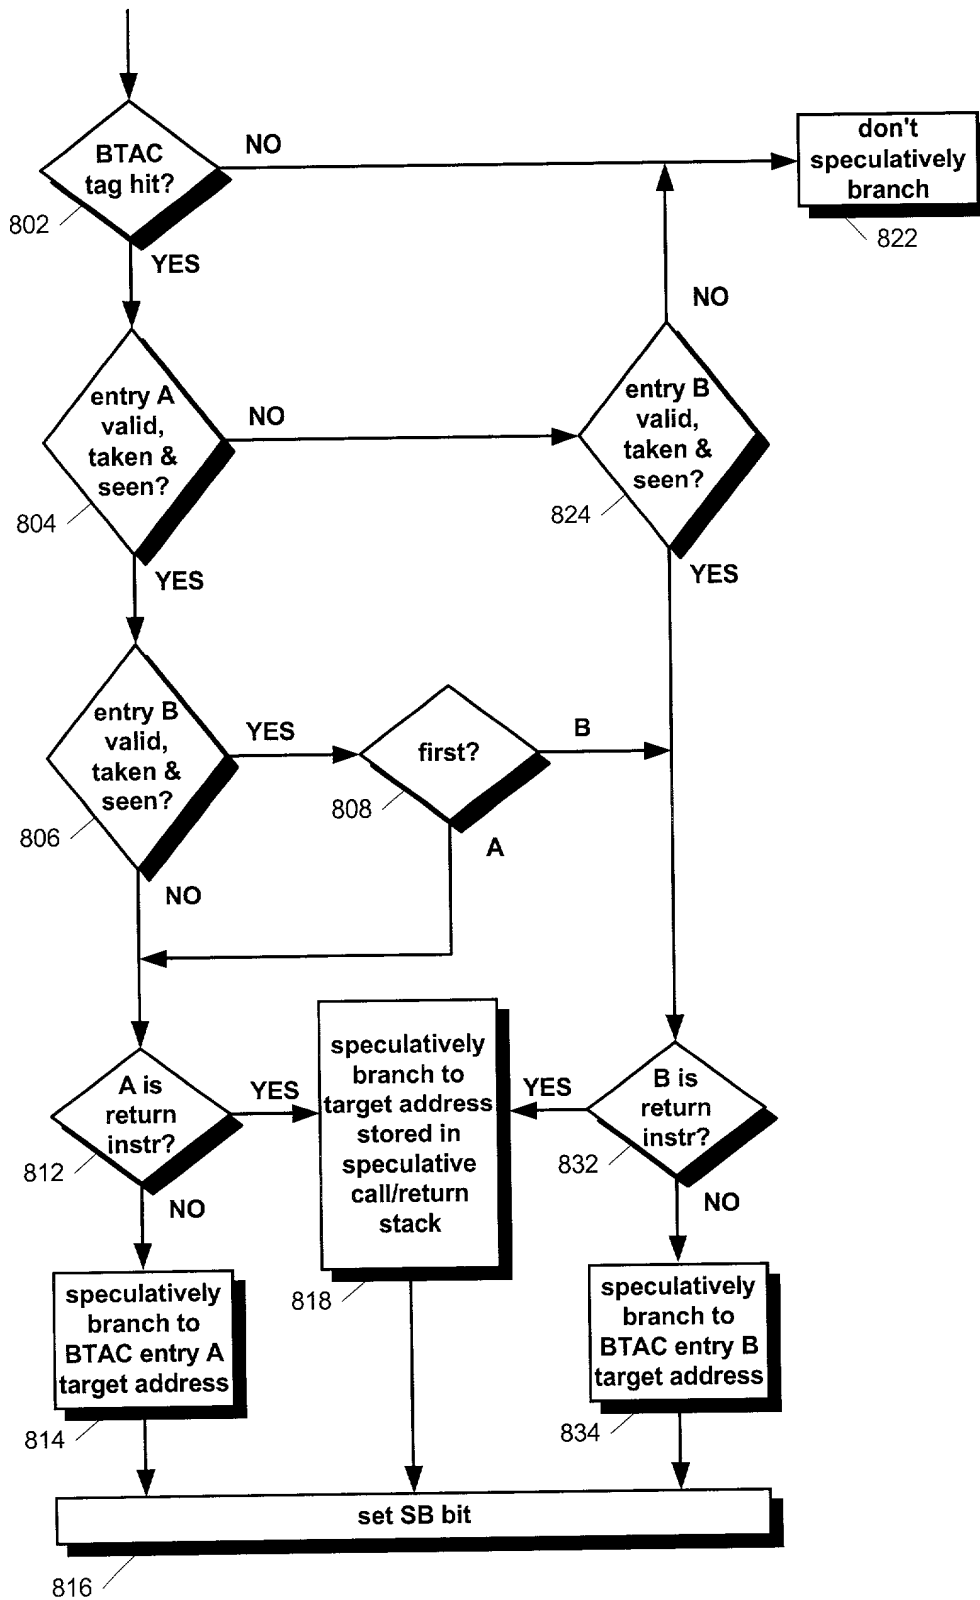 BTAC
tag hit?
NO
802
YES
don't
speculatively
branch
822
NO
entry A
valid,
taken &
seen?
NO
804
YES
entry B
valid,
taken &
seen?
824
YES
entry B
valid,
taken &
seen?
YES
806
NO
first?
B
808
A
A is
return
instr?
YES
812
NO
speculatively
branch to
target address
stored in
speculative
call/return
stack
818
B is
return
instr?
YES
832
NO
speculatively
branch to
BTAC entry A
target address
814
speculatively
branch to
BTAC entry B
target address
834
set SB bit
816